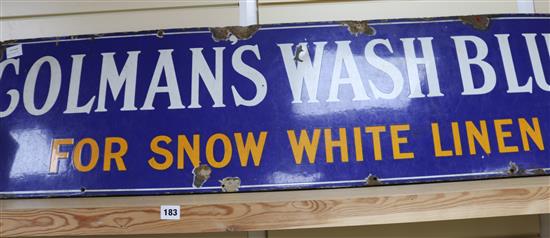 COLMANS WASH BLU
FOR SNOW WHITE LINEN
183